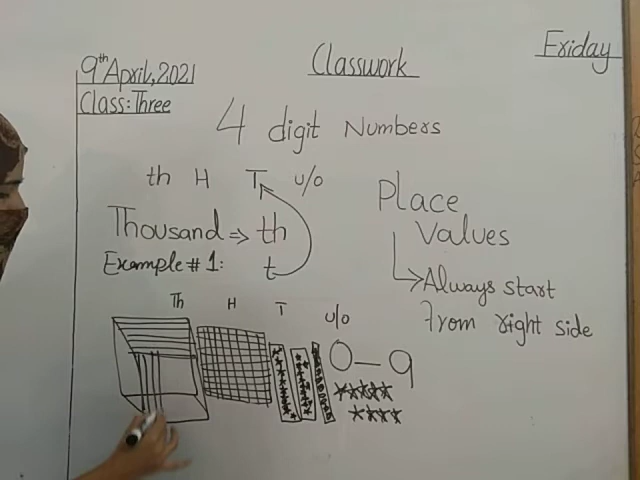 9th April, 2021
Classwork
Friday
Class: Three
4 digit Numbers
th H T u/o
Thousand ⇒ th
t
Example # 1:
Place
Values
Always start
from right side
Th H T u/o
0 – 9